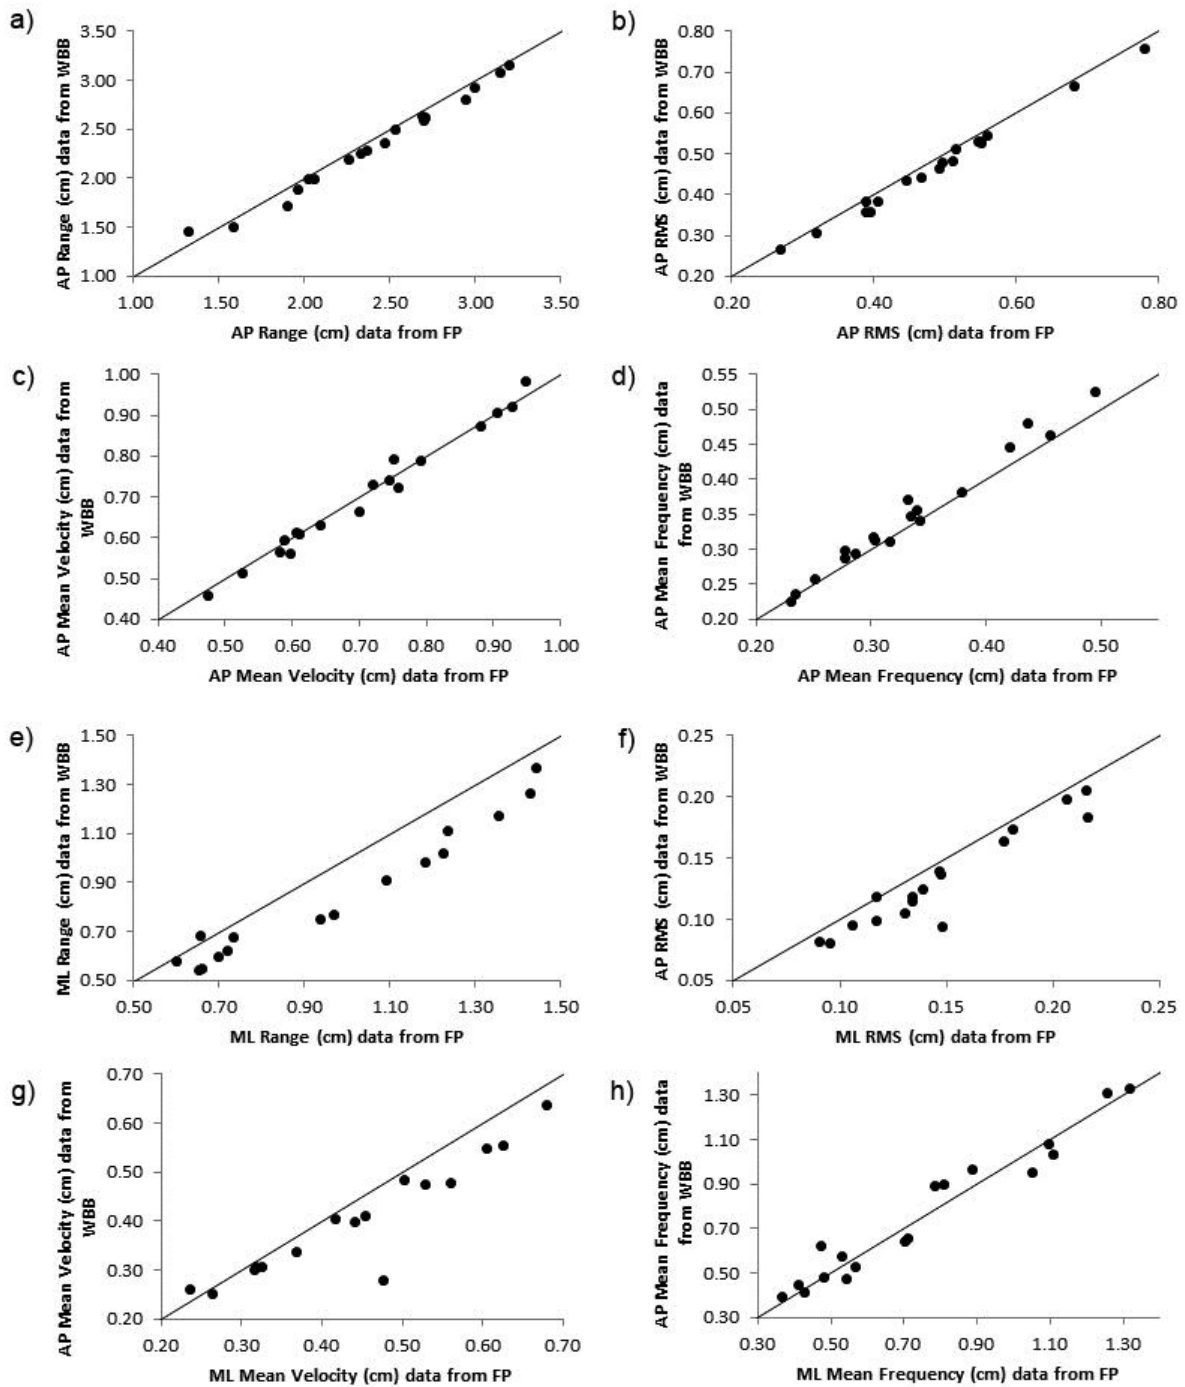 a)
AP Range (cm) data from WBB
3.50
3.00
2.50
2.00
1.50
1.00
1.00 1.50 2.00 2.50 3.00 3.50
AP Range (cm) data from FP
b)
AP RMS (cm) data from WBB
0.80
0.70
0.60
0.50
0.40
0.30
0.20
0.20 0.40 0.60 0.80
AP RMS (cm) data from FP
c)
AP Mean Velocity (cm) data from
WBB
1.00
0.90
0.80
0.70
0.60
0.50
0.40
0.40 0.50 0.60 0.70 0.80 0.90 1.00
AP Mean Velocity (cm) data from FP
d)
AP Mean Frequency (cm) data
from WBB
0.55
0.50
0.45
0.40
0.35
0.30
0.25
0.20
0.20 0.30 0.40 0.50
AP Mean Frequency (cm) data from FP
e)
ML Range (cm) data from WBB
1.50
1.30
1.10
0.90
0.70
0.50
0.50 0.70 0.90 1.10 1.30 1.50
ML Range (cm) data from FP
f)
AP RMS (cm) data from WBB
0.25
0.20
0.15
0.10
0.05
0.05 0.10 0.15 0.20 0.25
ML RMS (cm) data from FP
g)
AP Mean Velocity (cm) data from
WBB
0.70
0.60
0.50
0.40
0.30
0.20
0.20 0.30 0.40 0.50 0.60 0.70
ML Mean Velocity (cm) data from FP
h)
AP Mean Frequency (cm) data
from WBB
1.30
1.10
0.90
0.70
0.50
0.30
0.30 0.50 0.70 0.90 1.10 1.30
ML Mean Frequency (cm) data from FP